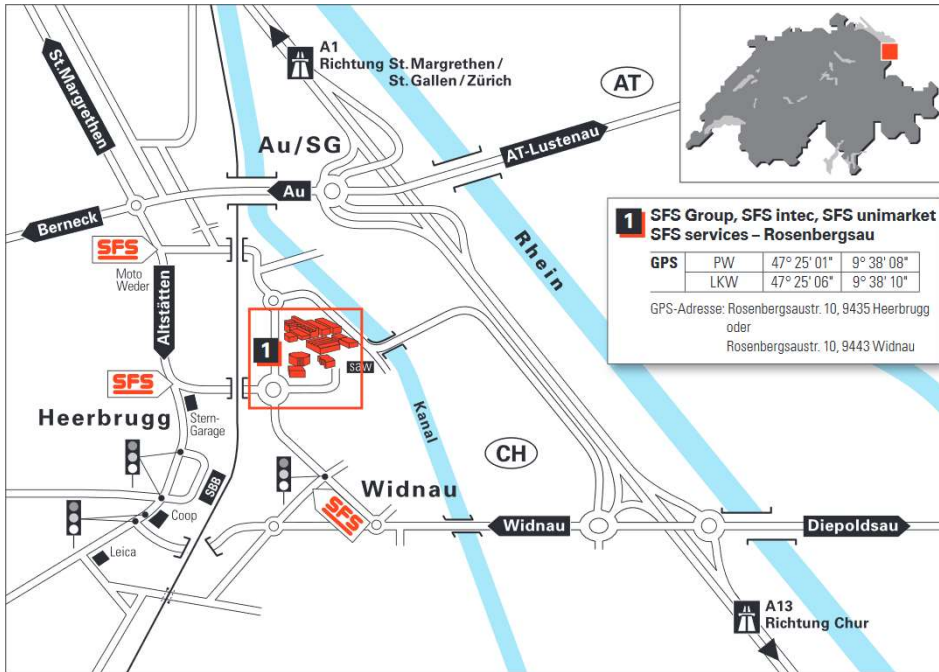 A1
Richtung St. Margrethen /
St. Gallen / Zürich
AT
St. Margrethen
Au/SG
AT-Lustenau
Au
Berneck
SFS
Moto
Weder
Rhein
1 SFS Group, SFS intec, SFS unimarket
SFS services – Rosenbergsau
GPS PW 47° 25' 01" 9° 38' 08"
LKW 47° 25' 06" 9° 38' 10"
GPS-Adresse: Rosenbergsaustr. 10, 9435 Heerbrugg
oder
Rosenbergsaustr. 10, 9443 Widnau
Altstätten
1
saw
SFS
Stern-
Garage
Heerbrugg
Kanal
CH
SBB
Widnau
SFS
Coop
Leica
Widnau
Diepoldsau
A13
Richtung Chur